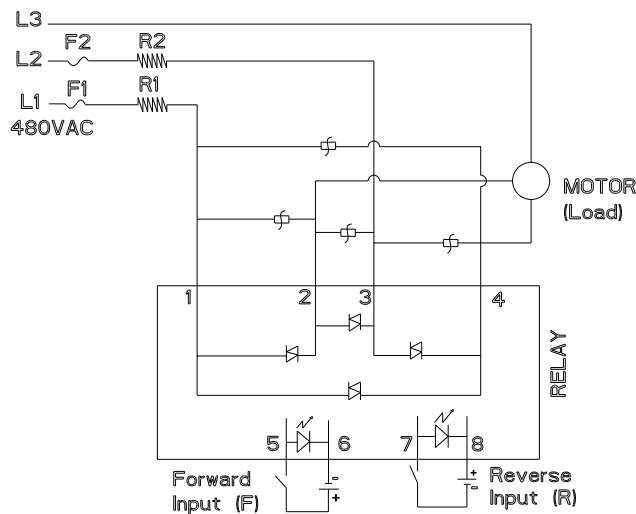 L3
L2
F2
R2
L1
F1
R1
480VAC
MOTOR
(Load)
1
2
3
4
RELAY
5
6
7
8
Forward
Input (F)
-
+
+
-
Reverse
Input (R)